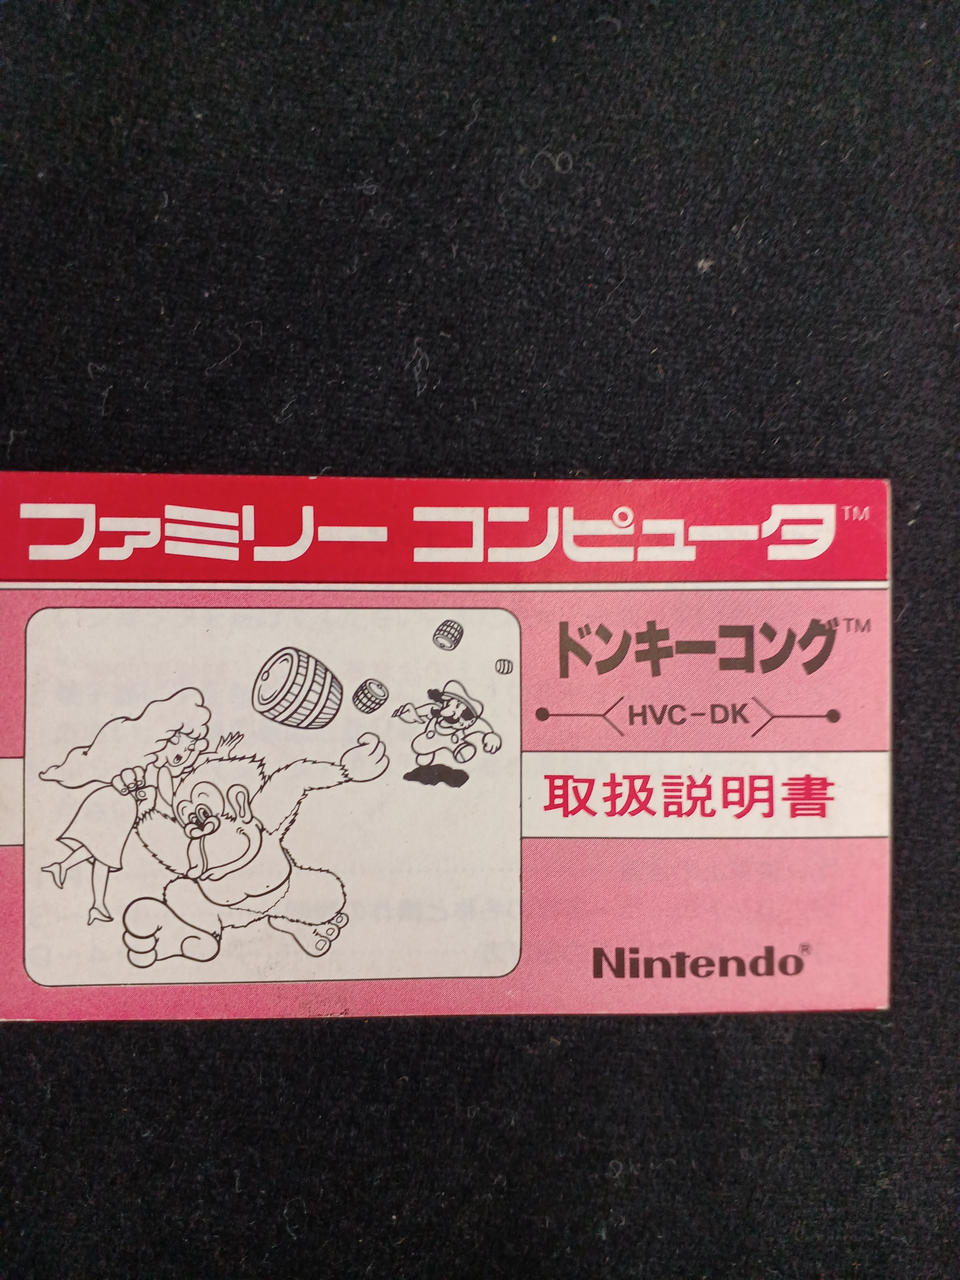 ファミリー コンピュータ™
ドンキーコング™
HVC-DK
取扱説明書
Nintendo®